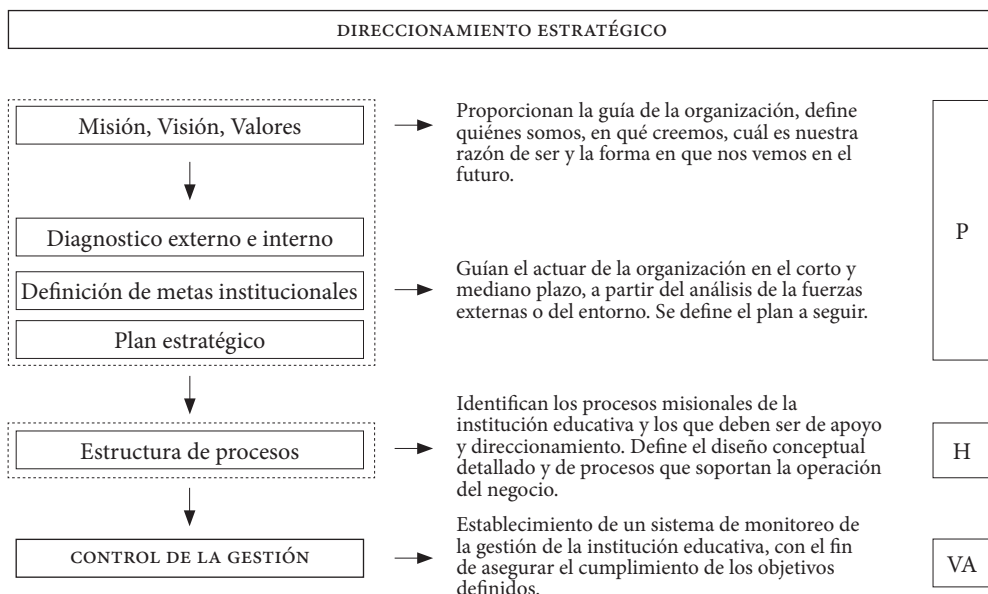 DIRECCIONAMIENTO ESTRATÉGICO
Misión, Visión, Valores
Proporcionan la guía de la organización, define
quiénes somos, en qué creemos, cuál es nuestra
razón de ser y la forma en que nos vemos en el
futuro.
P
Diagnostico externo e interno
Definición de metas institucionales
Plan estratégico
Guían el actuar de la organización en el corto y
mediano plazo, a partir del análisis de la fuerzas
externas o del entorno. Se define el plan a seguir.
Estructura de procesos
Identifican los procesos misionales de la
institución educativa y los que deben ser de apoyo
y direccionamiento. Define el diseño conceptual
detallado y de procesos que soportan la operación
del negocio.
H
CONTROL DE LA GESTIÓN
Establecimiento de un sistema de monitoreo de
la gestión de la institución educativa, con el fin
de asegurar el cumplimiento de los objetivos
definidos.
VA